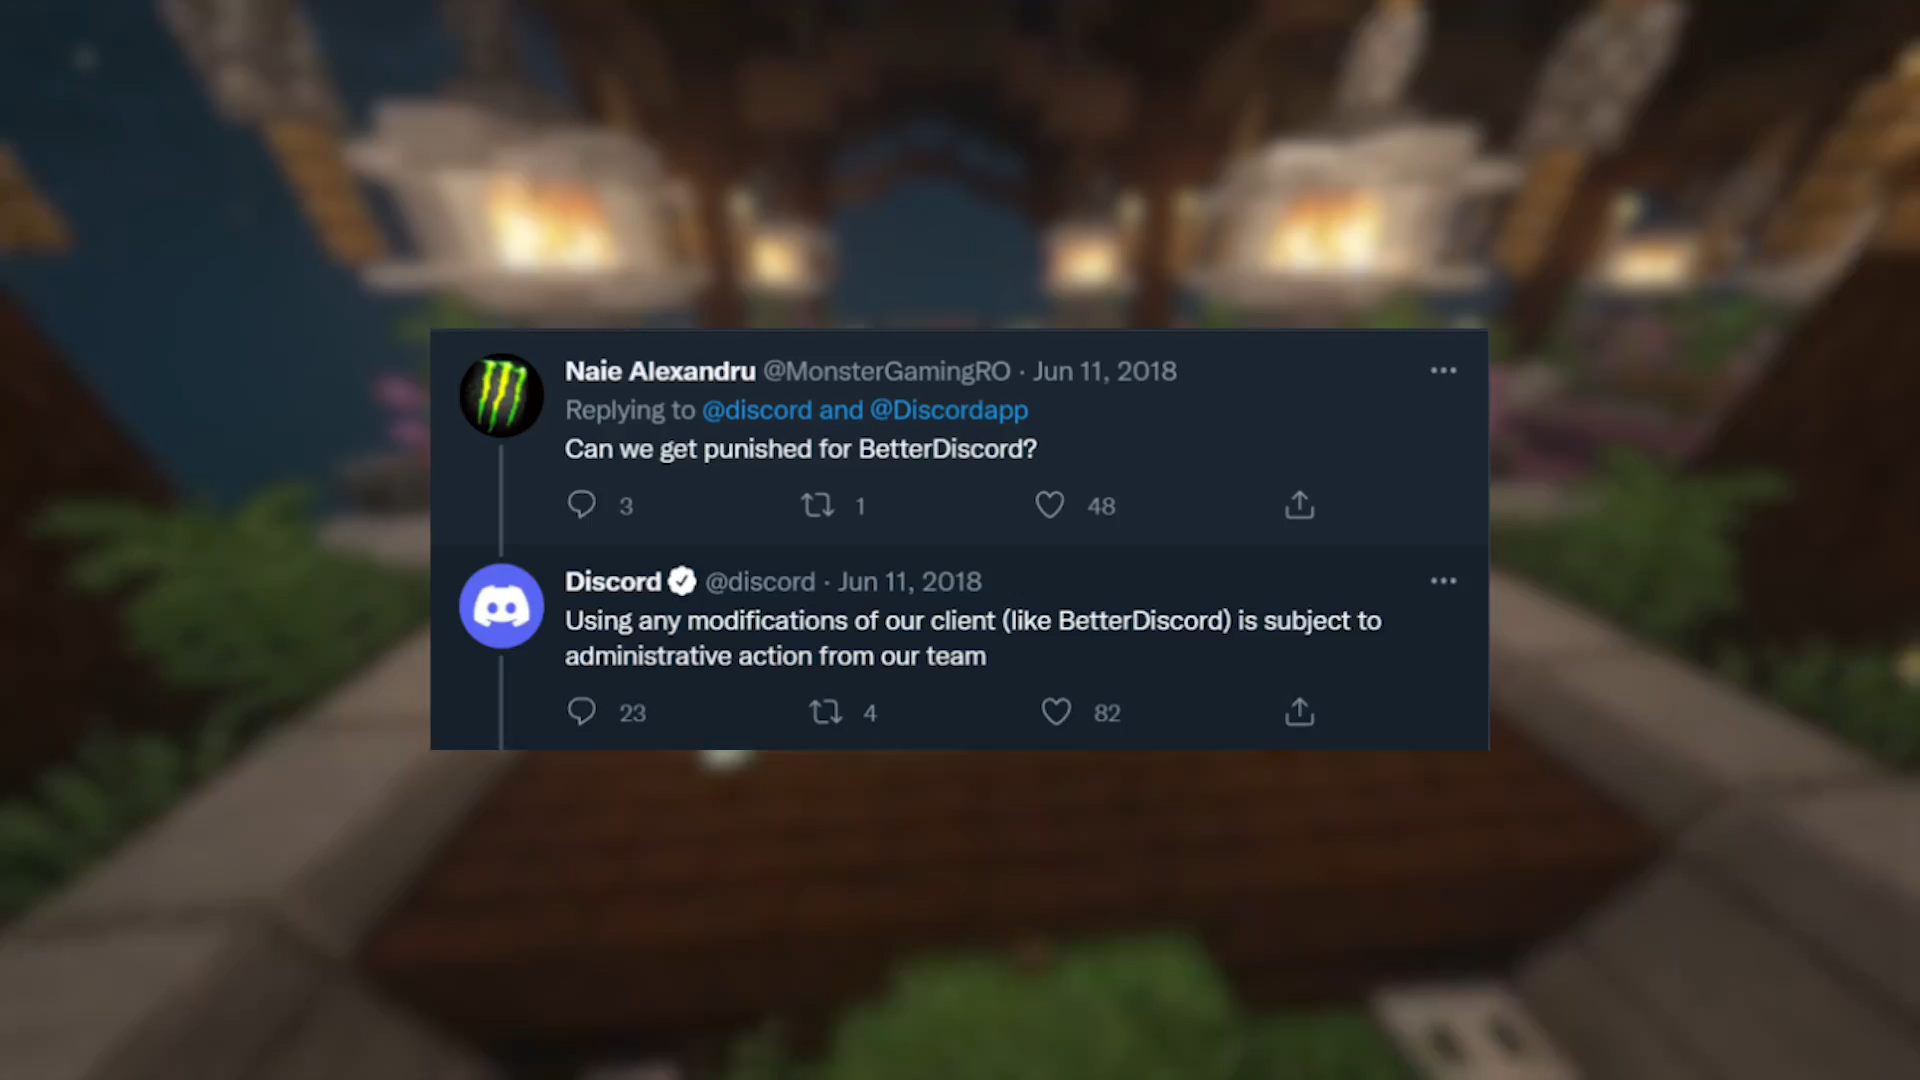 Naie Alexandru @MonsterGamingRO · Jun 11, 2018
Replying to @discord and @Discordapp
Can we get punished for BetterDiscord?
3 1 48
Discord @discord · Jun 11, 2018
Using any modifications of our client (like BetterDiscord) is subject to
administrative action from our team
23 4 82